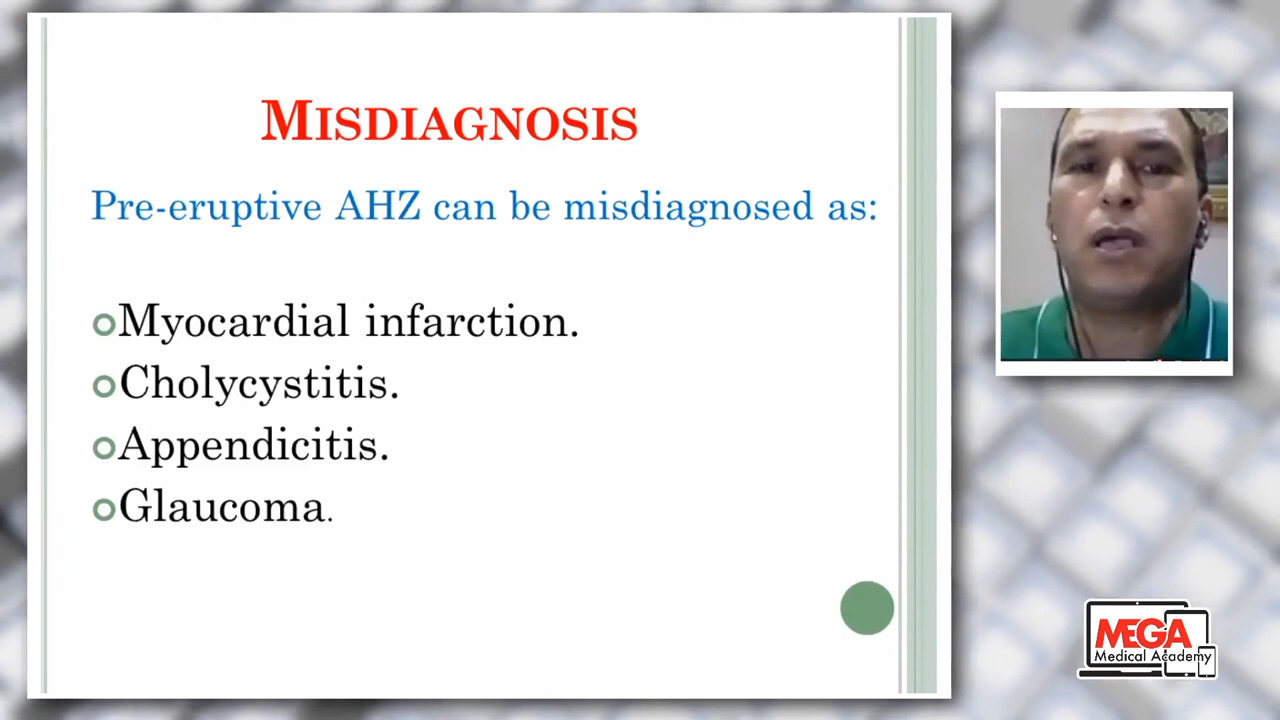 MISDIAGNOSIS
Pre-eruptive AHZ can be misdiagnosed as:
Myocardial infarction.
Cholycystitis.
Appendicitis.
Glaucoma.
MEGA
Medical Academy